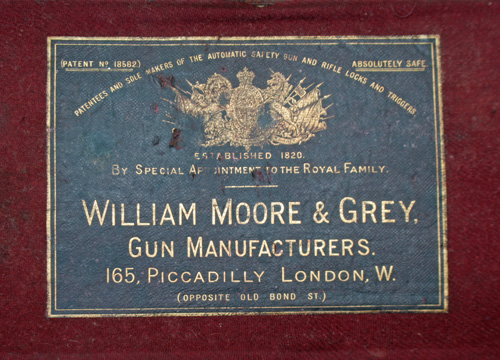 (PATENT Nº 18582)
ABSOLUTELY SAFE
PATENTEES AND SOLE MAKERS OF THE AUTOMATIC SAFETY GUN AND RIFLE LOCKS AND TRIGGERS
ESTABLISHED 1820.
BY SPECIAL APPOINTMENT TO THE ROYAL FAMILY.
WILLIAM MOORE & GREY,
GUN MANUFACTURERS.
165, PICCADILLY LONDON, W.
(OPPOSITE OLD BOND ST.)